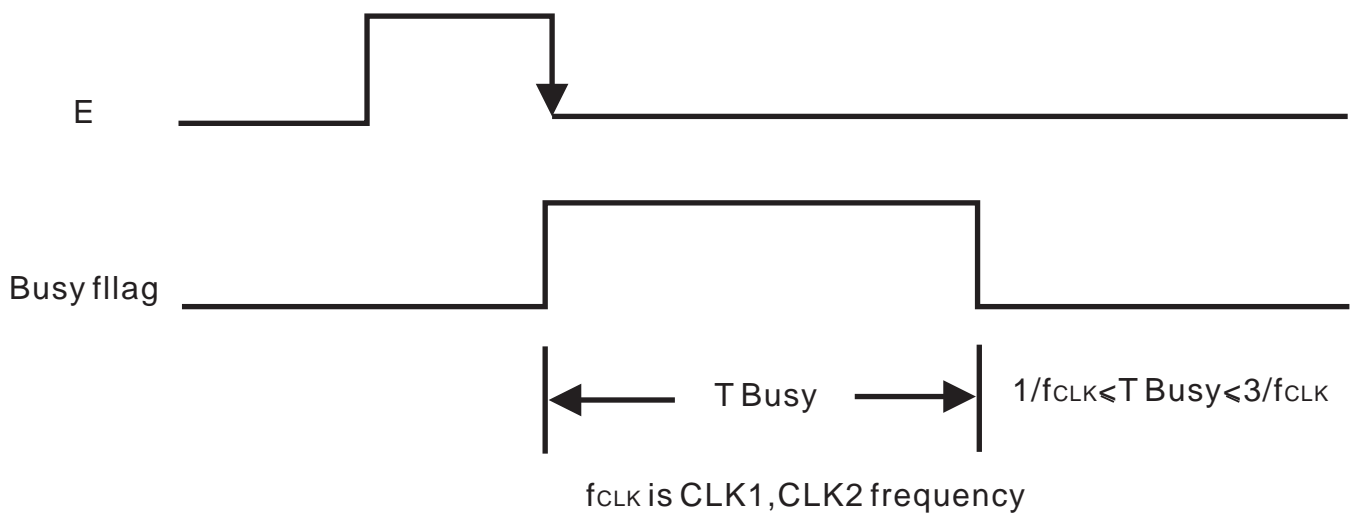 E
Busy fllag
T Busy
1/fCLK⩽T Busy⩽3/fCLK
fCLK is CLK1,CLK2 frequency